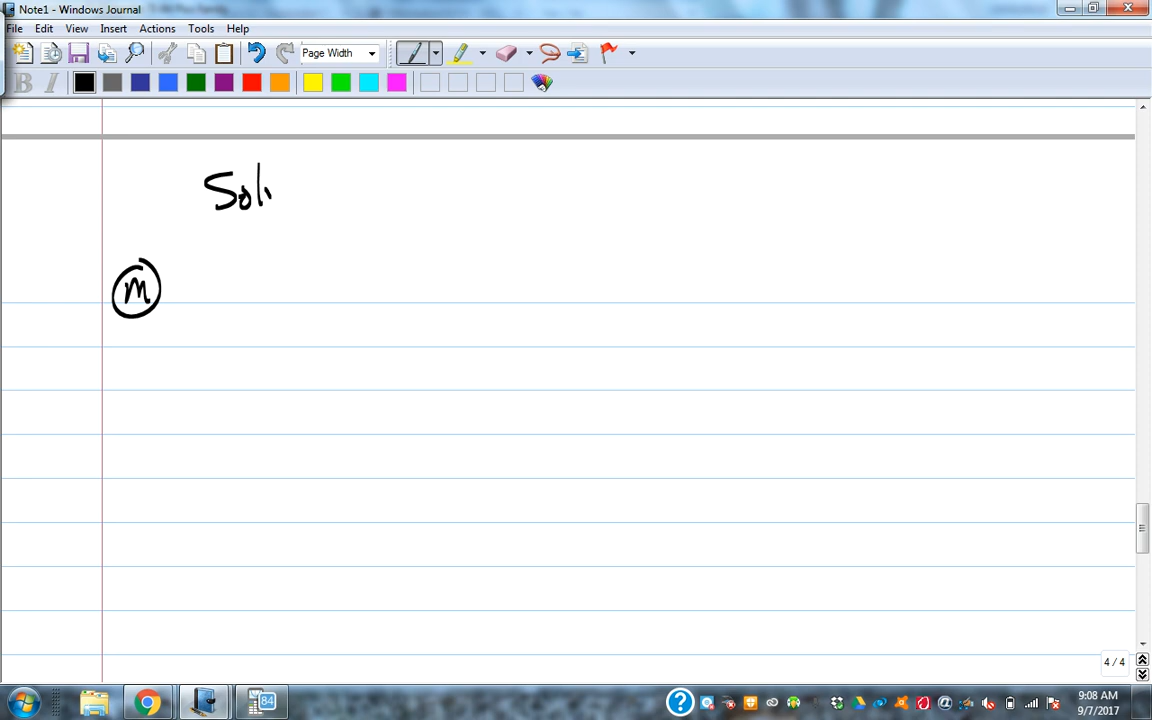 Note1 - Windows Journal
File Edit View Insert Actions Tools Help
Page Width
B I
Sol
m
4 / 4
84
?
9:08 AM
9/7/2017